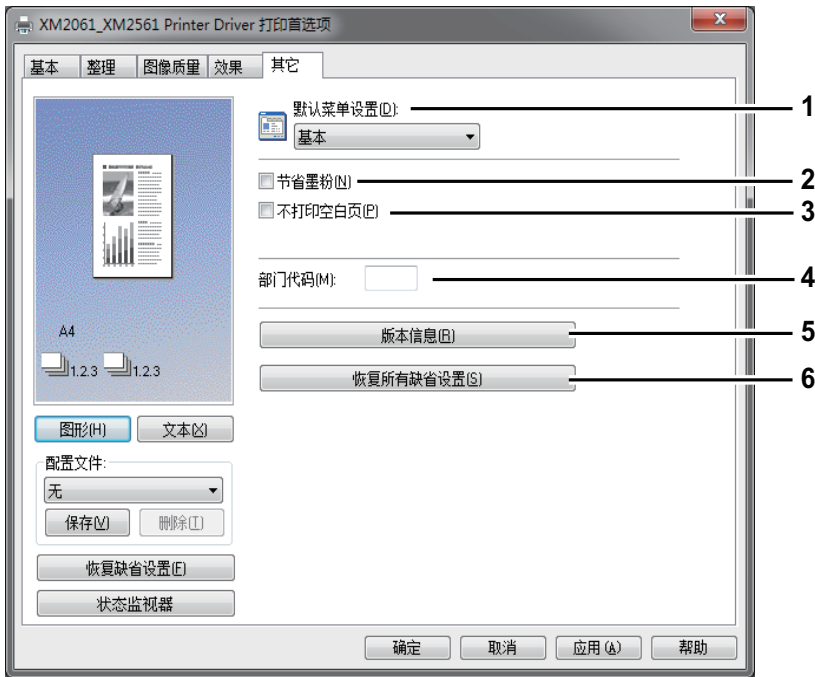 XM2061_XM2561 Printer Driver 打印首选项
基本 整理 图像质量 效果 其它
默认菜单设置(D): 1
基本
节省墨粉(N) 2
不打印空白页(P) 3
部门代码(M): 4
版本信息(R) 5
恢复所有缺省设置(S) 6
A4
1.2.3 1.2.3
图形(H) 文本(X)
配置文件:
无
保存(V) 删除(T)
恢复缺省设置(F)
状态监视器
确定 取消 应用(A) 帮助